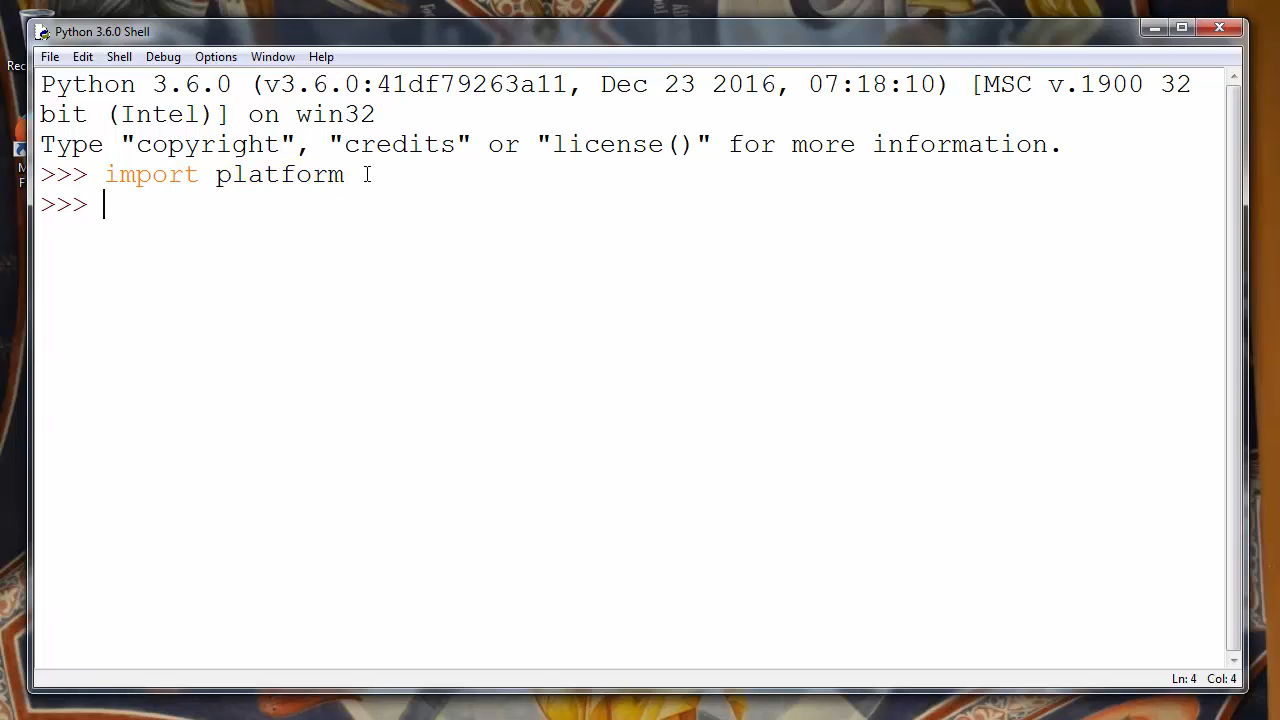 Python 3.6.0 Shell
File Edit Shell Debug Options Window Help
Python 3.6.0 (v3.6.0:41df79263a11, Dec 23 2016, 07:18:10) [MSC v.1900 32
bit (Intel)] on win32
Type "copyright", "credits" or "license()" for more information.
>>> import platform
>>>
Rec
M
F
Ln: 4 Col: 4